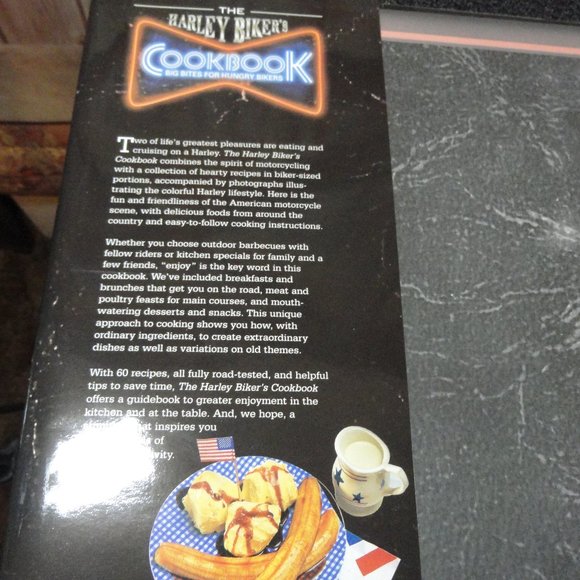 THE
HARLEY BIKER'S
COOKBOOK
BIG BITES FOR HUNGRY BIKERS
Two of life's greatest pleasures are eating and
cruising on a Harley. The Harley Biker's
Cookbook combines the spirit of motorcycling
with a collection of hearty recipes in biker-sized
portions, accompanied by photographs illus-
trating the colorful Harley lifestyle. Here is the
fun and friendliness of the American motorcycle
scene, with delicious foods from around the
country and easy-to-follow cooking instructions.
Whether you choose outdoor barbecues with
fellow riders or kitchen specials for family and a
few friends, "enjoy" is the key word in this
cookbook. We've included breakfasts and
brunches that get you on the road, meat and
poultry feasts for main courses, and mouth-
watering desserts and snacks. This unique
approach to cooking shows you how, with
ordinary ingredients, to create extraordinary
dishes as well as variations on old themes.
With 60 recipes, all fully road-tested, and helpful
tips to save time, The Harley Biker's Cookbook
offers a guidebook to greater enjoyment in the
kitchen and at the table. And, we hope, a
that inspires you
of